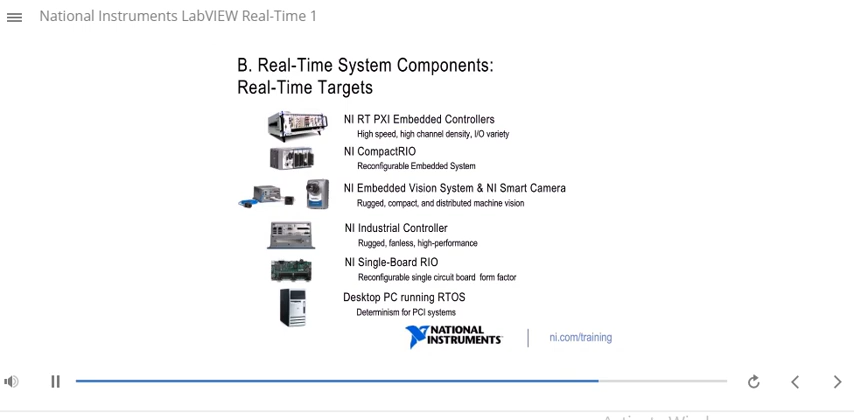 National Instruments LabVIEW Real-Time 1
B. Real-Time System Components:
Real-Time Targets
NI RT PXI Embedded Controllers
High speed, high channel density, I/O variety
NI CompactRIO
Reconfigurable Embedded System
NI Embedded Vision System & NI Smart Camera
Rugged, compact, and distributed machine vision
NI Industrial Controller
Rugged, fanless, high-performance
NI Single-Board RIO
Reconfigurable single circuit board form factor
Desktop PC running RTOS
Determinism for PCI systems
NATIONAL
INSTRUMENTS
ni.com/training